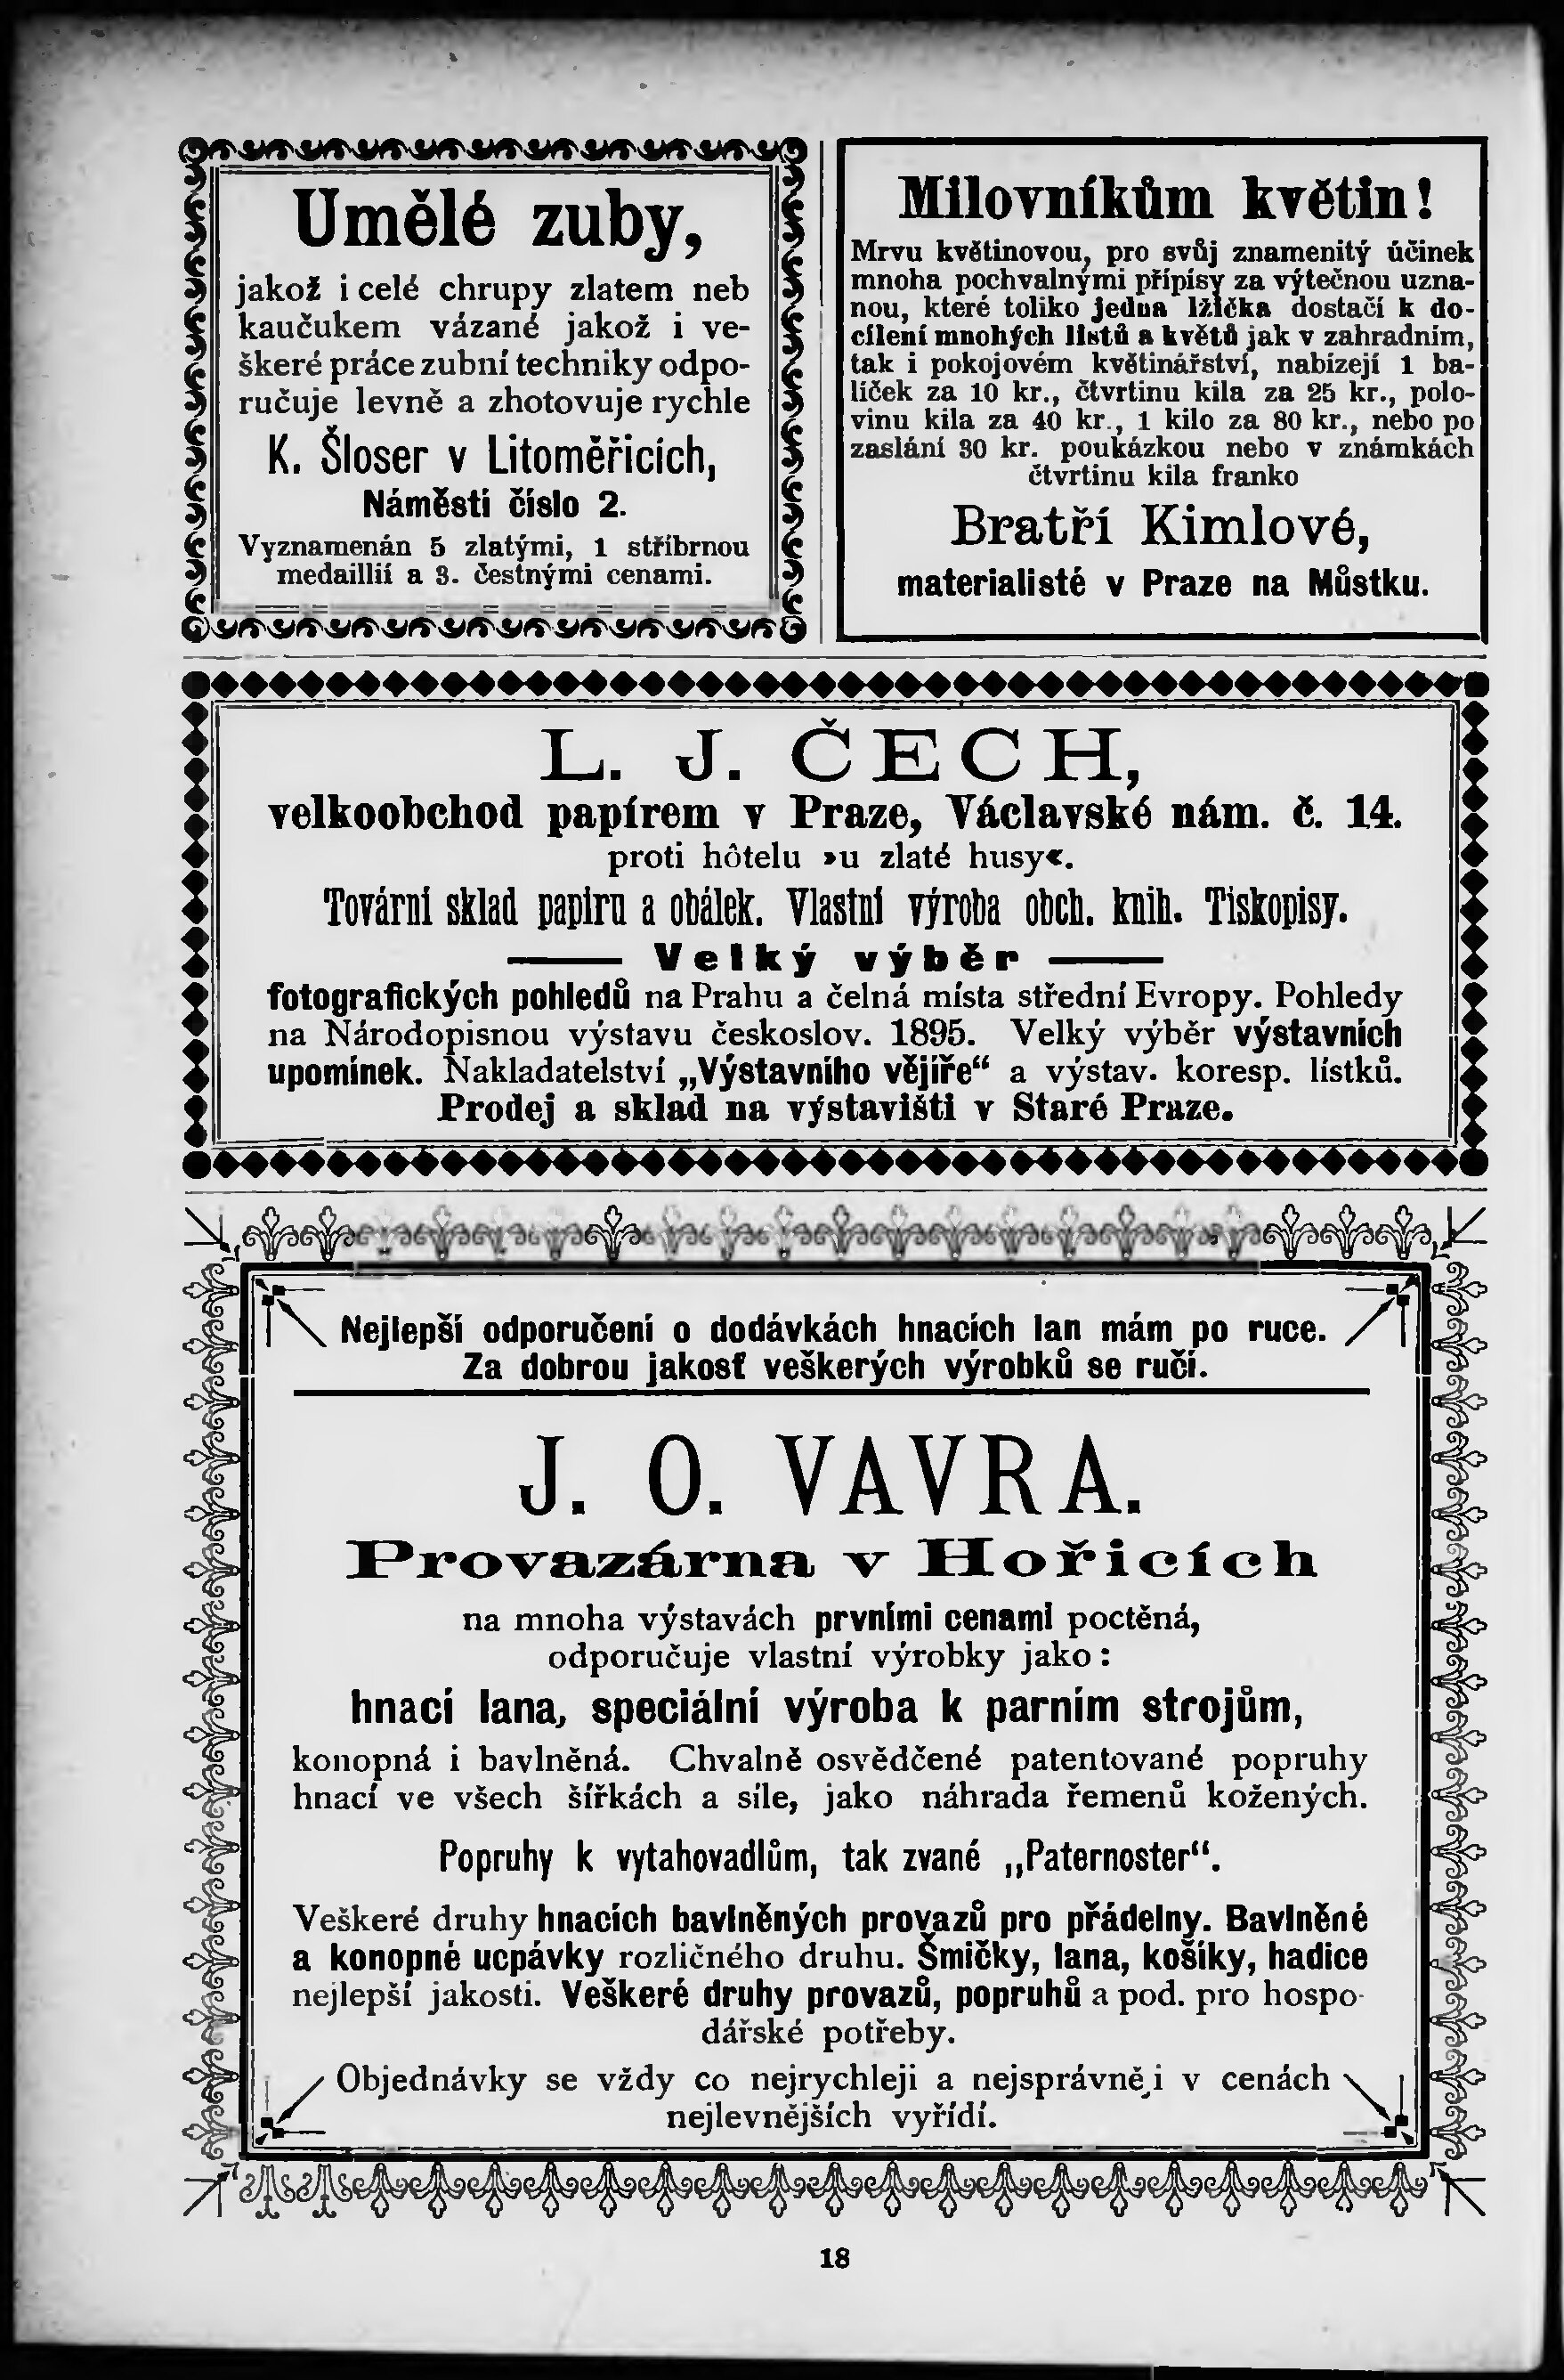 Umělé zuby,
jakož i celé chrupy zlatem neb
kaučukem vázané jakož i ve-
škeré práce zubní techniky odpo-
ručuje levně a zhotovuje rychle
K. Šloser v Litoměřicích,
Náměstí číslo 2.
Vyznamenán 5 zlatými, 1 stříbrnou
medaillií a 3. čestnými cenami.
Milovníkům květin!
Mrvu květinovou, pro svůj znamenitý účinek
mnoha pochvalnými přípisy za výtečnou uzna-
nou, které toliko jedna lžička dostačí k do-
cílení mnohých listů a květů jak v zahradním,
tak i pokojovém květinářství, nabízejí 1 ba-
líček za 10 kr., čtvrtinu kila za 25 kr., polo-
vinu kila za 40 kr., 1 kilo za 80 kr., nebo po
zaslání 30 kr. poukázkou nebo v známkách
čtvrtinu kila franko
Bratří Kimlové,
materialisté v Praze na Můstku.
L. J. ČECH,
velkoobchod papírem v Praze, Václavské nám. č. 14.
proti hôtelu »u zlaté husy«.
Tovární sklad papíru a obálek. Vlastní výroba obch. knih. Tiskopisy.
Velký výběr
fotografických pohledů na Prahu a čelná místa střední Evropy. Pohledy
na Národopisnou výstavu českoslov. 1895. Velký výběr výstavních
upomínek. Nakladatelství „Výstavního vějíře“ a výstav. koresp. lístků.
Prodej a sklad na výstavišti v Staré Praze.
Nejlepší odporučení o dodávkách hnacích lan mám po ruce.
Za dobrou jakosť veškerých výrobků se ručí.
J. O. VAVRA.
Provazárna v Hořicích
na mnoha výstavách prvními cenami poctěná,
odporučuje vlastní výrobky jako:
hnací lana, speciální výroba k parním strojům,
konopná i bavlněná. Chvalně osvědčené patentované popruhy
hnací ve všech šířkách a síle, jako náhrada řemenů kožených.
Popruhy k vytahovadlům, tak zvané „Paternoster“.
Veškeré druhy hnacích bavlněných provazů pro přádelny. Bavlněné
a konopné ucpávky rozličného druhu. Šmičky, lana, košíky, hadice
nejlepší jakosti. Veškeré druhy provazů, popruhů a pod. pro hospo-
dářské potřeby.
Objednávky se vždy co nejrychleji a nejsprávněji v cenách
nejlevnějších vyřídí.
18